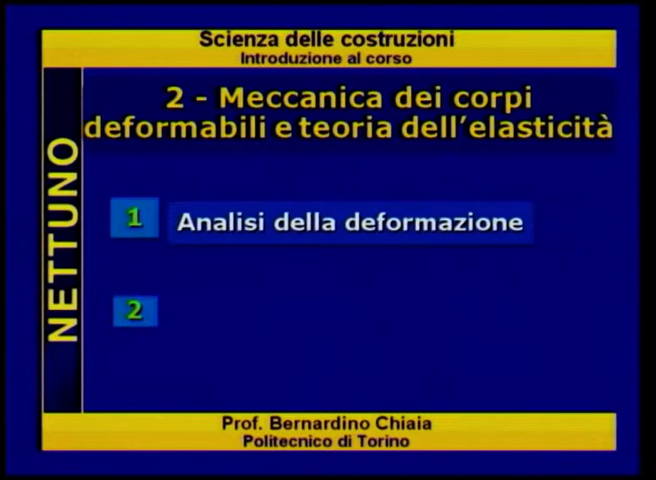 Scienza delle costruzioni
Introduzione al corso
NETTUNO
2 - Meccanica dei corpi
deformabili e teoria dell'elasticità
1 Analisi della deformazione
2
Prof. Bernardino Chiaia
Politecnico di Torino